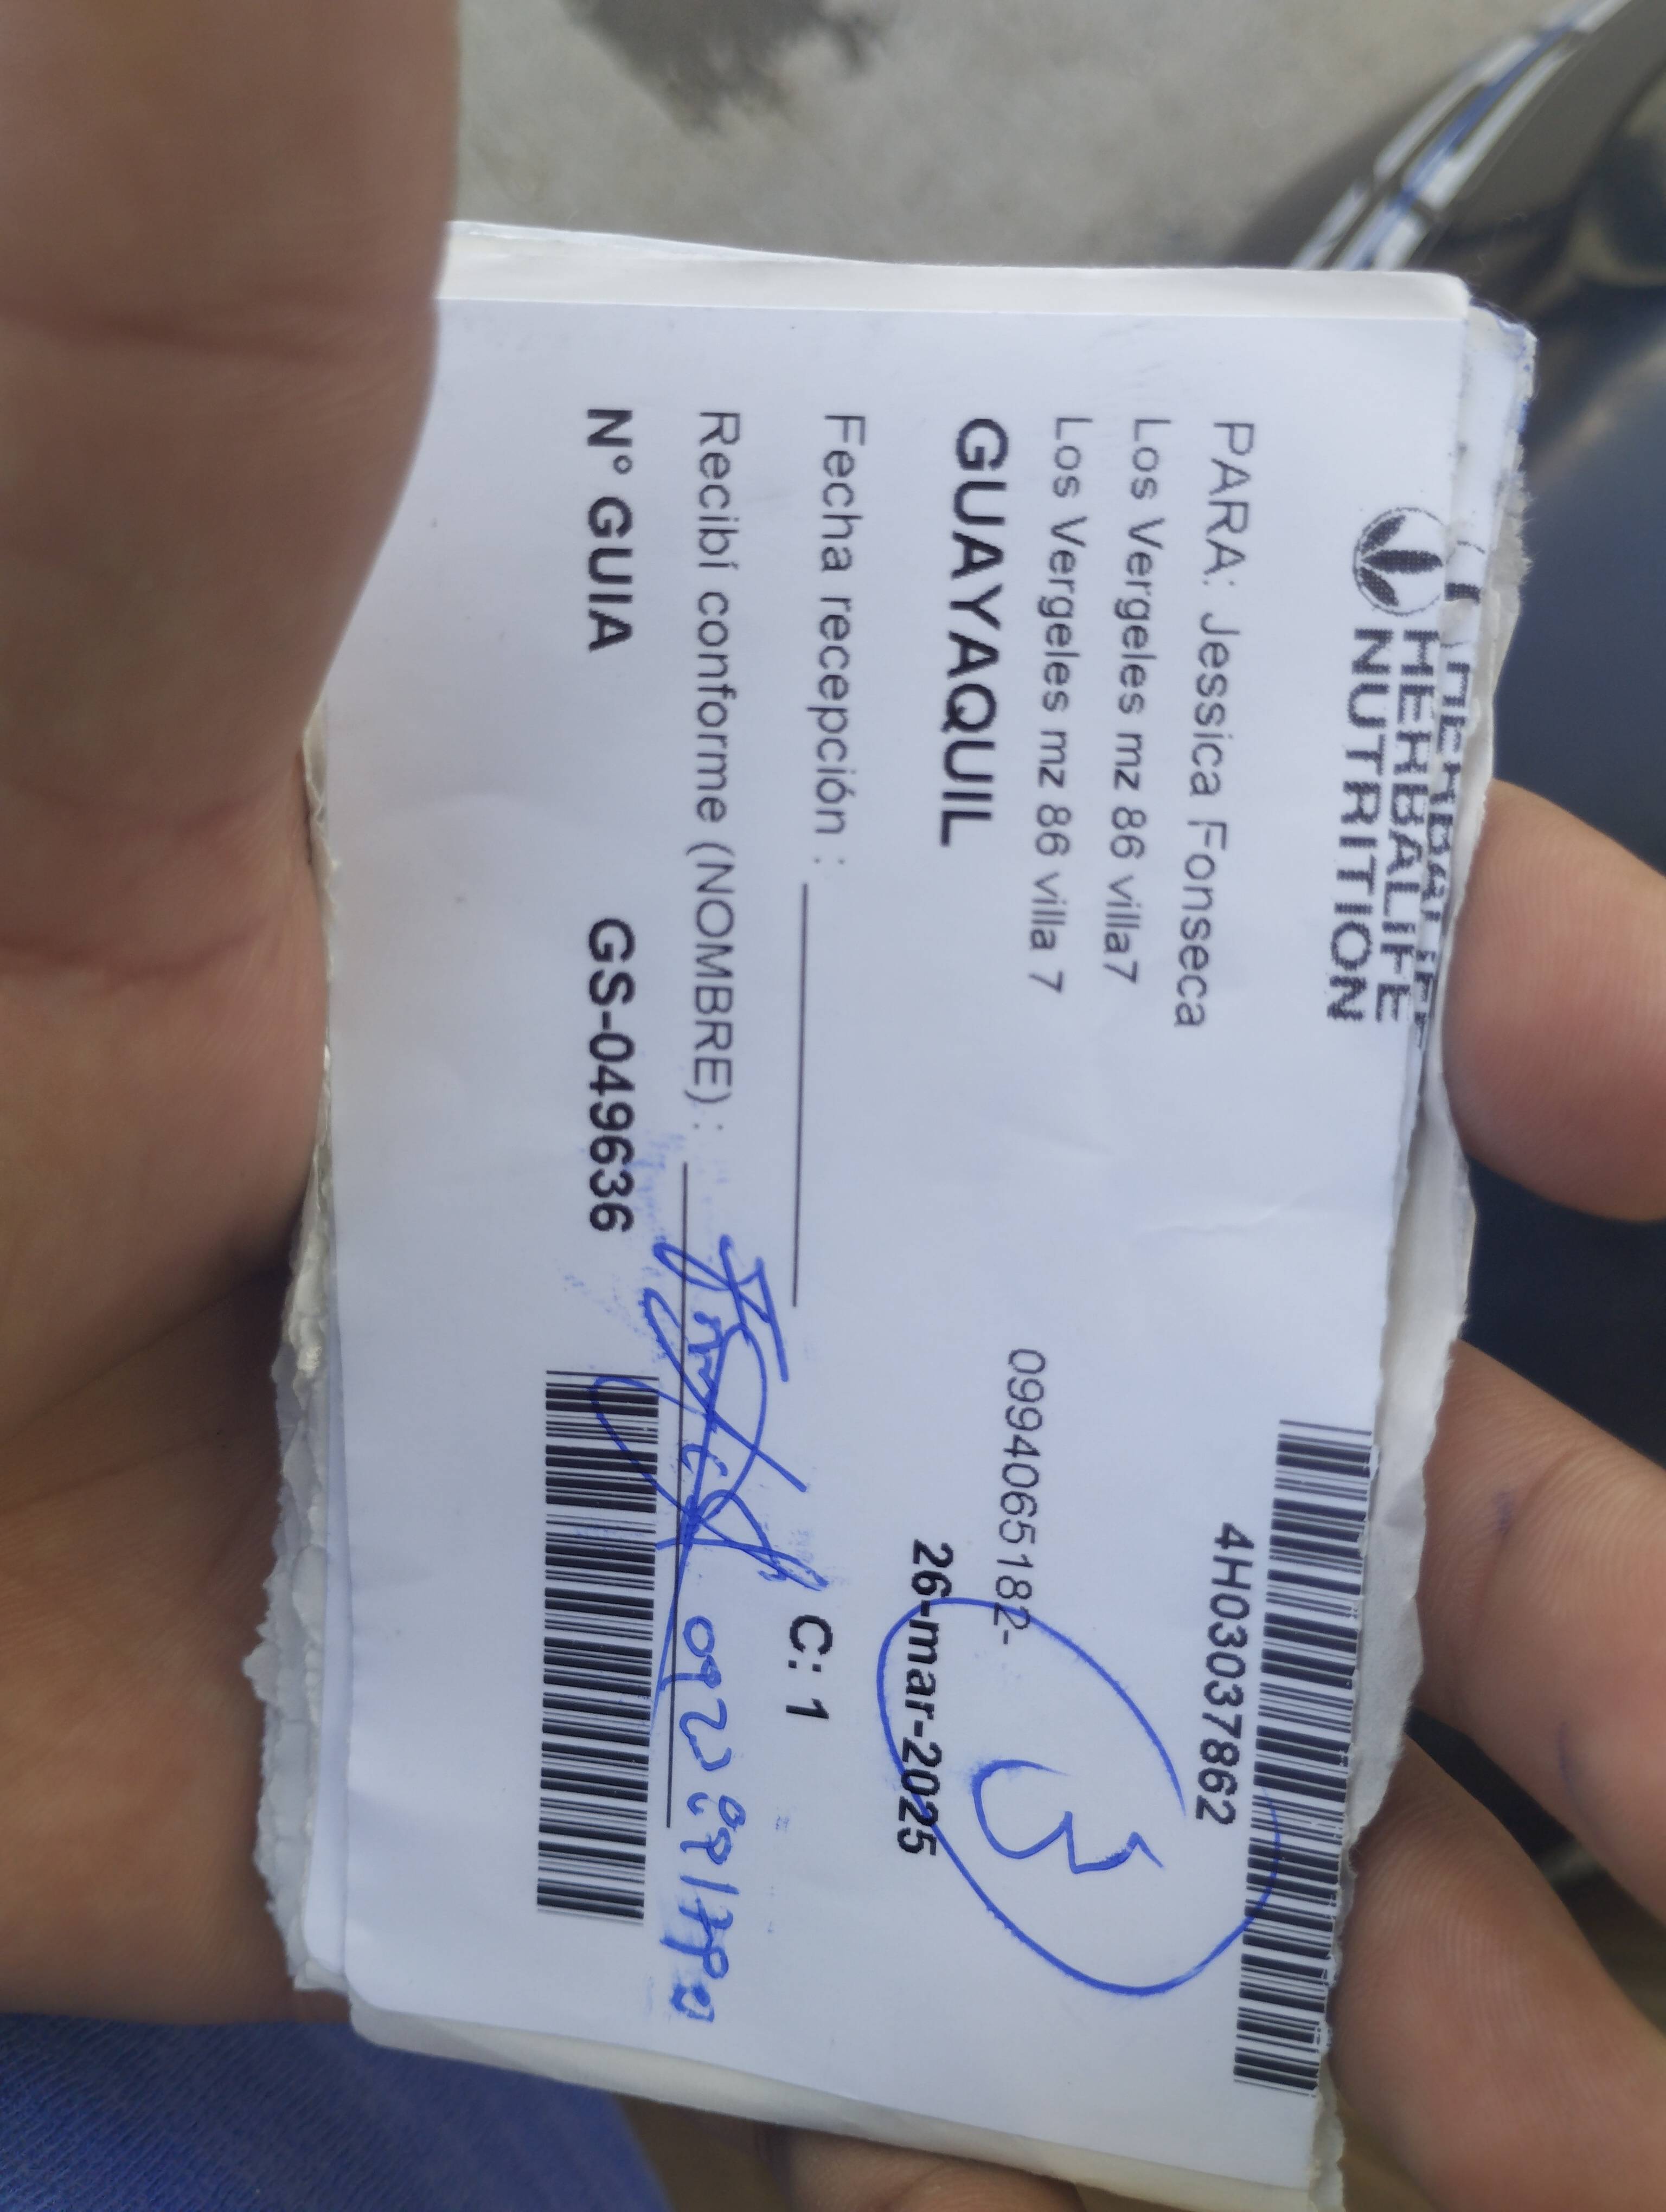 HERBALIFE
NUTRITION
4H03037862
PARA: Jessica Fonseca
Los Vergeles mz 86 villa7
Los Vergeles mz 86 villa 7
0994065182-
3
GUAYAQUIL
26-mar-2025
Fecha recepción :
C: 1
Recibí conforme (NOMBRE) :
N° GUIA
GS-049636